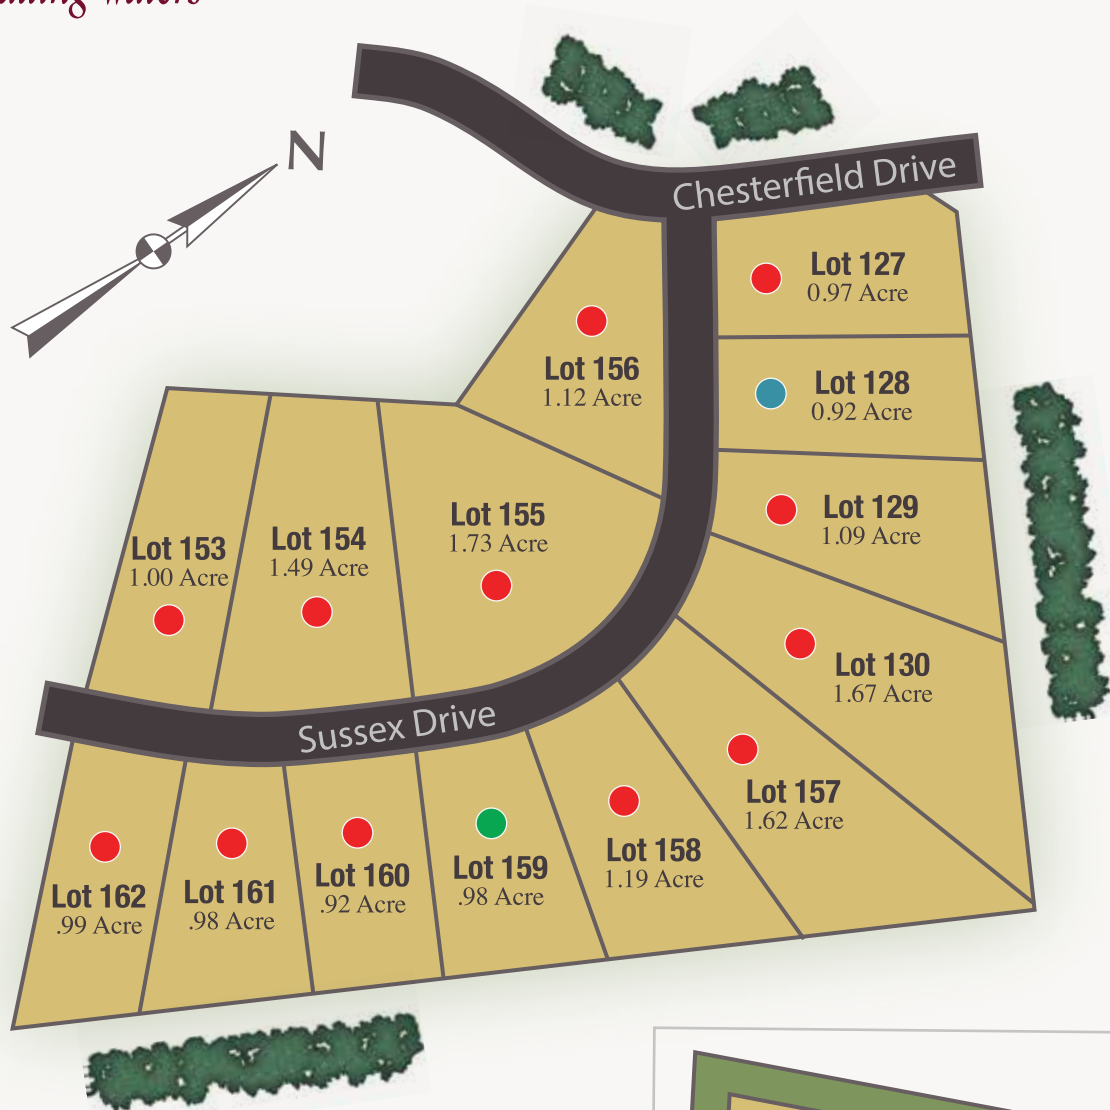 Waters
N
Chesterfield Drive
Lot 127
0.97 Acre
Lot 156
1.12 Acre
Lot 128
0.92 Acre
Lot 129
1.09 Acre
Lot 155
1.73 Acre
Lot 154
1.49 Acre
Lot 153
1.00 Acre
Lot 130
1.67 Acre
Sussex Drive
Lot 157
1.62 Acre
Lot 158
1.19 Acre
Lot 159
.98 Acre
Lot 160
.92 Acre
Lot 161
.98 Acre
Lot 162
.99 Acre